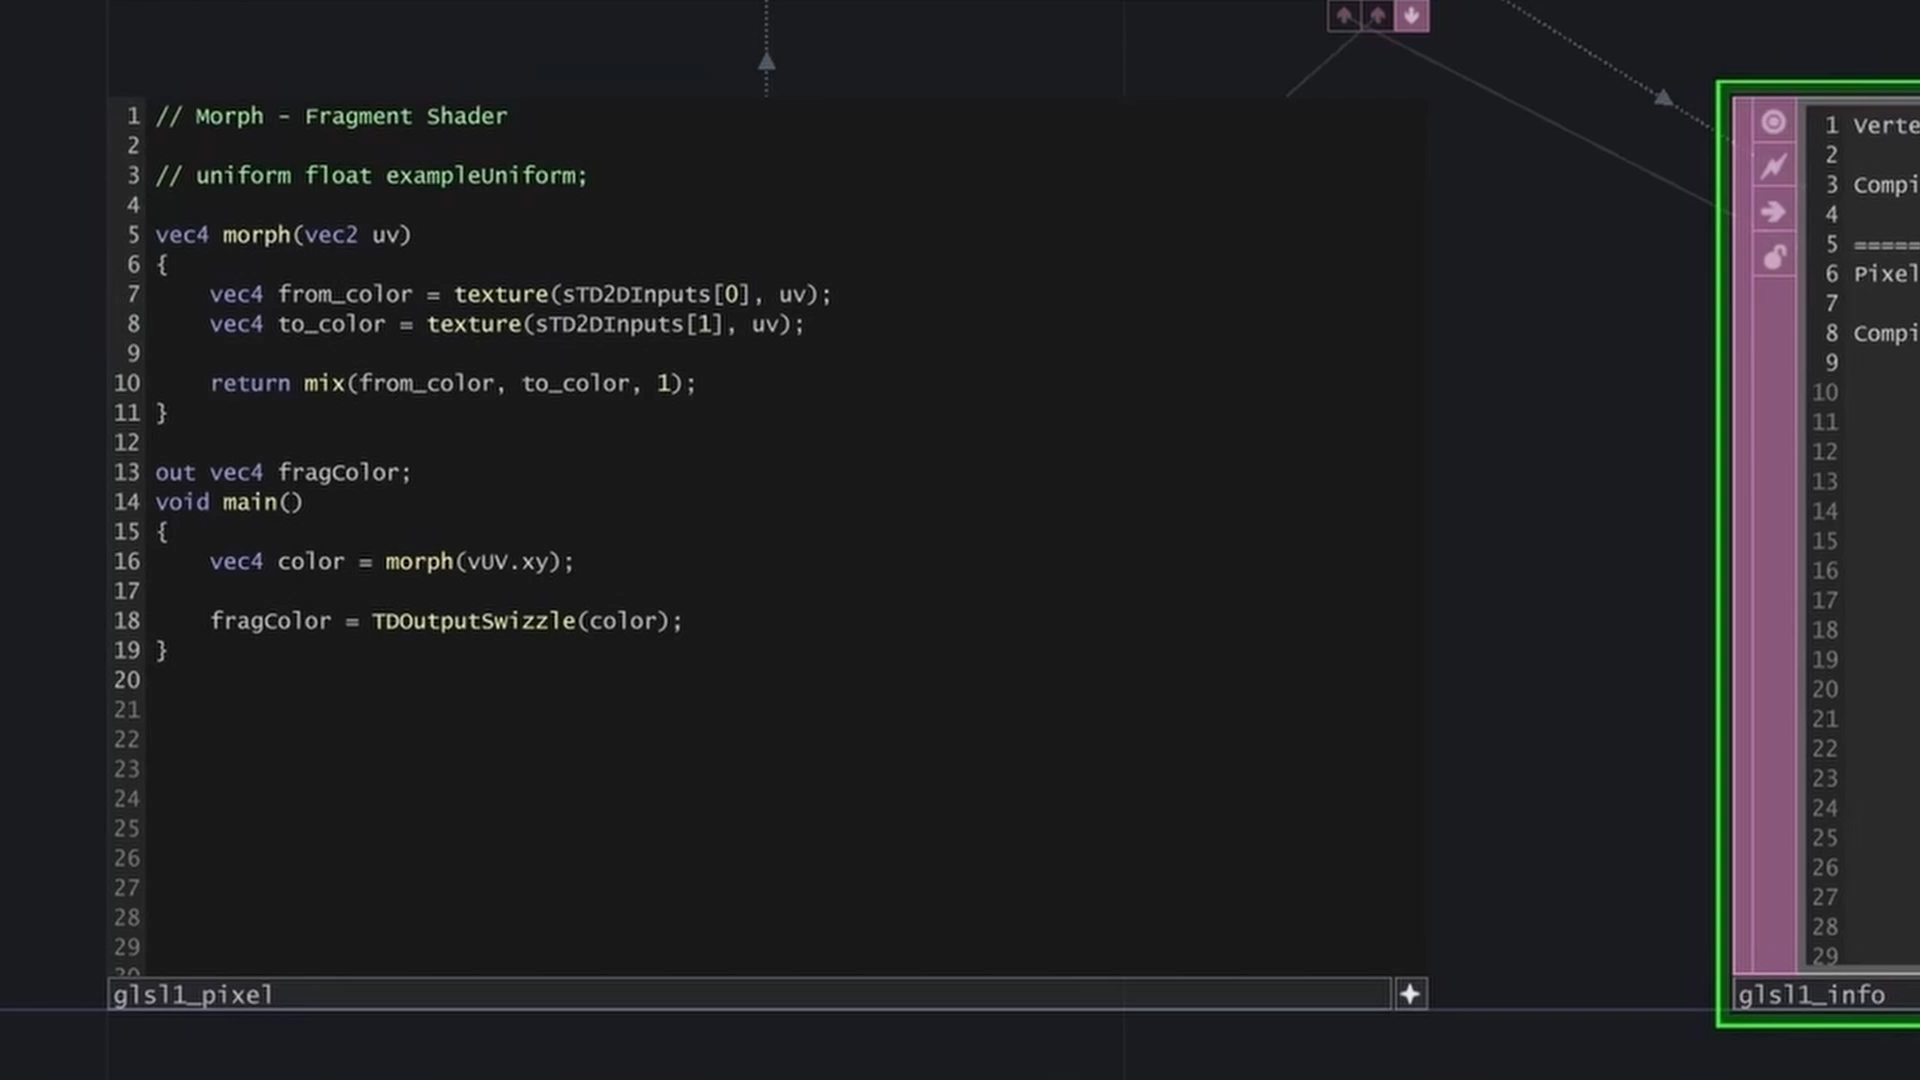 1 // Morph - Fragment Shader
2
3 // uniform float exampleUniform;
4
5 vec4 morph(vec2 uv)
6 {
7     vec4 from_color = texture(sTD2DInputs[0], uv);
8     vec4 to_color = texture(sTD2DInputs[1], uv);
9
10     return mix(from_color, to_color, 1);
11 }
12
13 out vec4 fragColor;
14 void main()
15 {
16     vec4 color = morph(vUV.xy);
17
18     fragColor = TDOutputSwizzle(color);
19 }
20
21
22
23
24
25
26
27
28
29
30
glsl1_pixel
1 Verte
2
3 Compi
4
5 =====
6 Pixel
7
8 Compi
9
10
11
12
13
14
15
16
17
18
19
20
21
22
23
24
25
26
27
28
29
glsl1_info